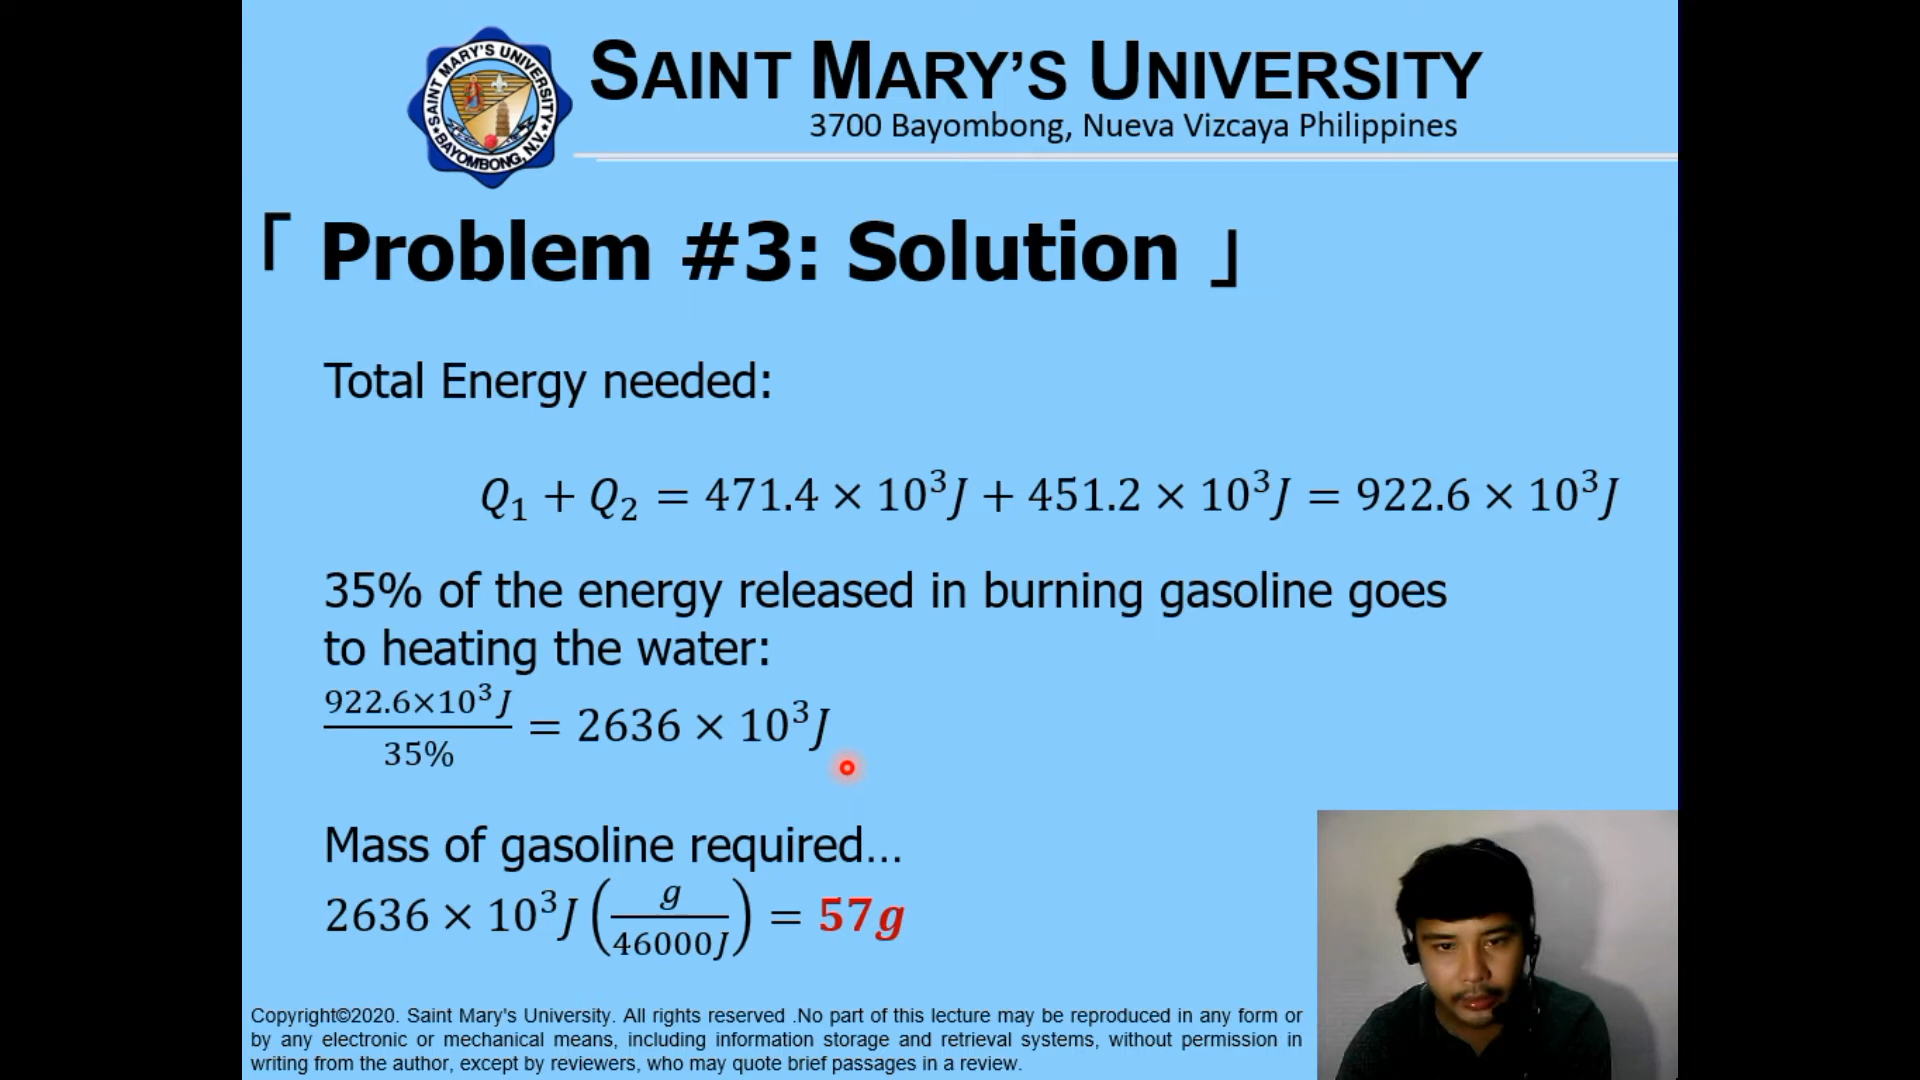 SAINT MARY'S UNIVERSITY
BAYOMBONG, N.V.
SAINT MARY'S UNIVERSITY
3700 Bayombong, Nueva Vizcaya Philippines
「 Problem #3: Solution 」
Total Energy needed:
Q₁ + Q₂ = 471.4 × 10³J + 451.2 × 10³J = 922.6 × 10³J
35% of the energy released in burning gasoline goes
to heating the water:
922.6×10³J / 35% = 2636 × 10³J
Mass of gasoline required...
2636 × 10³J (g / 46000J) = 57g
Copyright©2020. Saint Mary's University. All rights reserved .No part of this lecture may be reproduced in any form or
by any electronic or mechanical means, including information storage and retrieval systems, without permission in
writing from the author, except by reviewers, who may quote brief passages in a review.